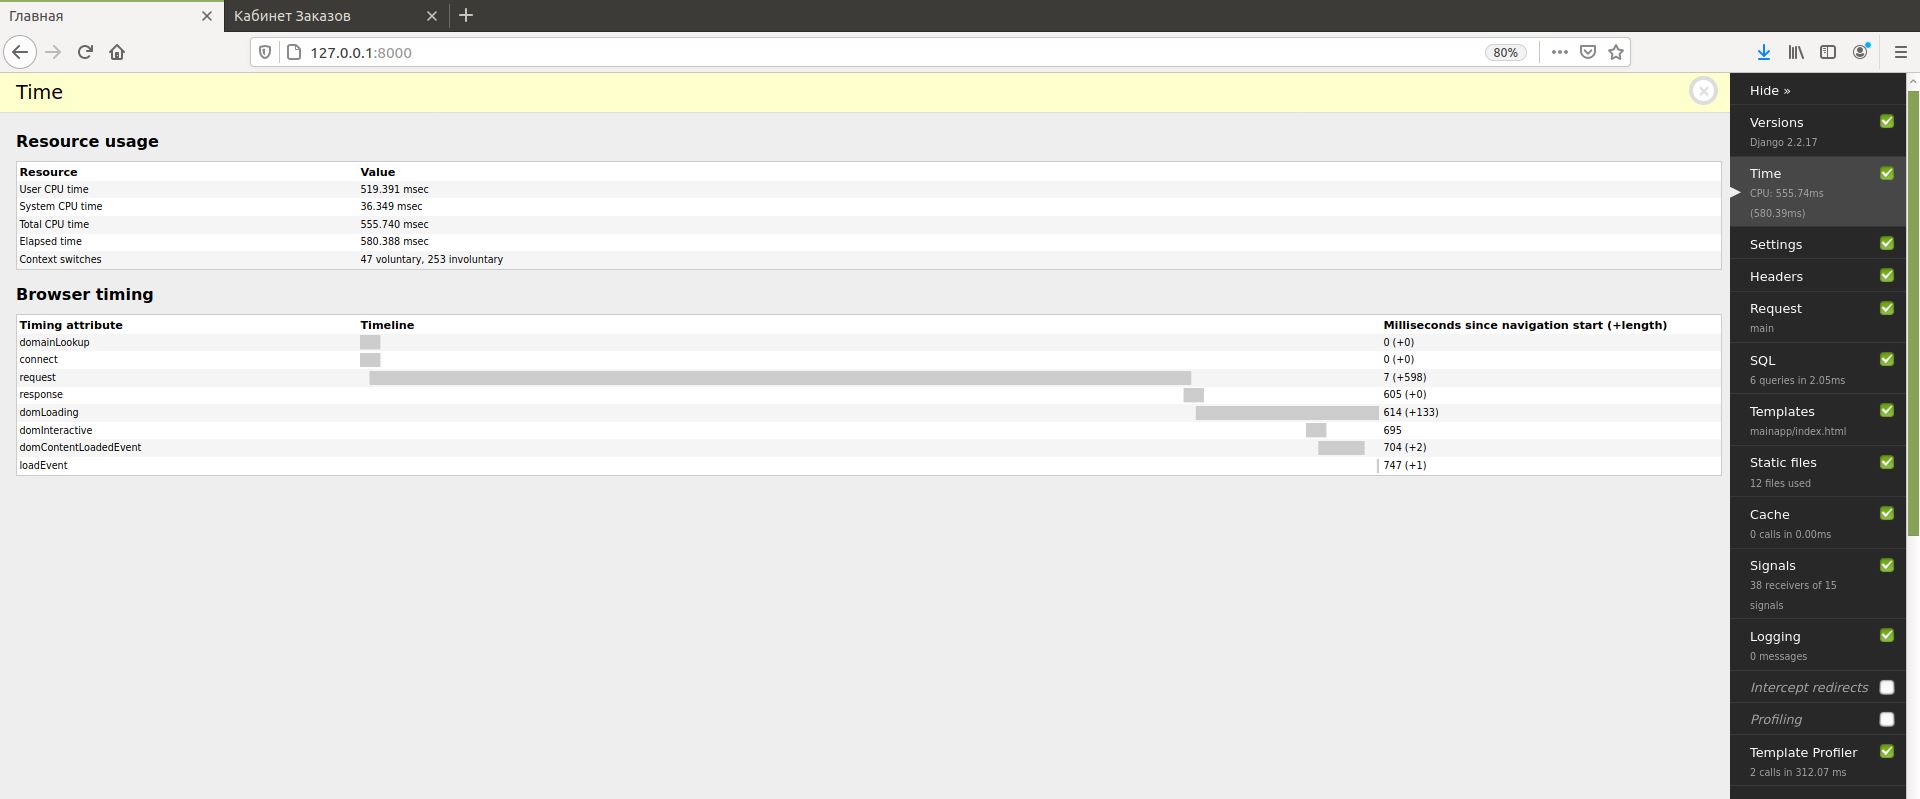 Главная
Кабинет Заказов
127.0.0.1:8000
80%
Time
Resource usage
Resource Value
User CPU time 519.391 msec
System CPU time 36.349 msec
Total CPU time 555.740 msec
Elapsed time 580.388 msec
Context switches 47 voluntary, 253 involuntary
Browser timing
Timing attribute Timeline Milliseconds since navigation start (+length)
domainLookup 0 (+0)
connect 0 (+0)
request 7 (+598)
response 605 (+0)
domLoading 614 (+133)
domInteractive 695
domContentLoadedEvent 704 (+2)
loadEvent 747 (+1)
Hide »
Versions
Django 2.2.17
Time
CPU: 555.74ms
(580.39ms)
Settings
Headers
Request
main
SQL
6 queries in 2.05ms
Templates
mainapp/index.html
Static files
12 files used
Cache
0 calls in 0.00ms
Signals
38 receivers of 15
signals
Logging
0 messages
Intercept redirects
Profiling
Template Profiler
2 calls in 312.07 ms